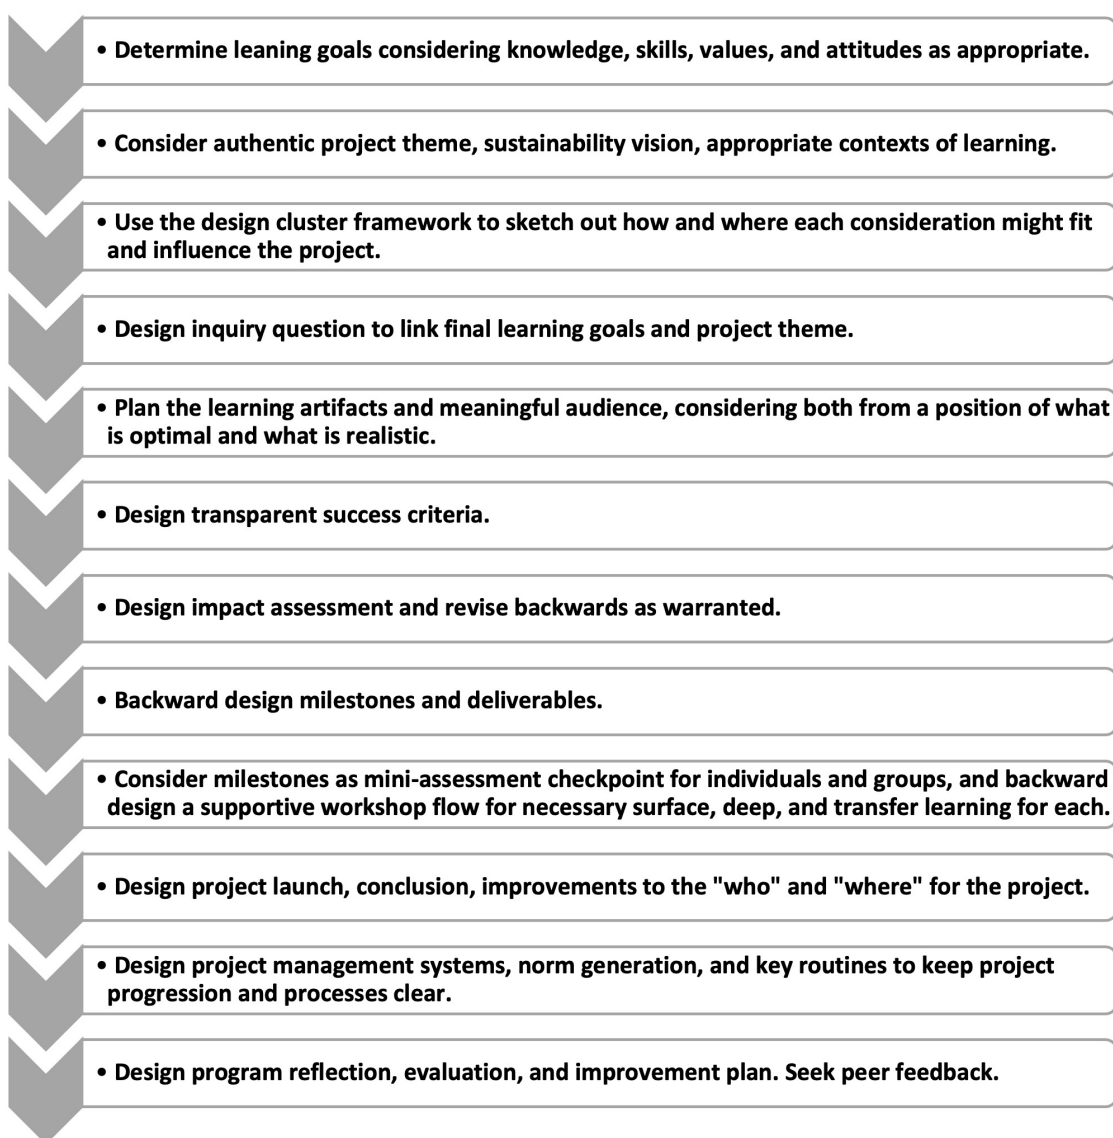 • Determine leaning goals considering knowledge, skills, values, and attitudes as appropriate.
• Consider authentic project theme, sustainability vision, appropriate contexts of learning.
• Use the design cluster framework to sketch out how and where each consideration might fit
and influence the project.
• Design inquiry question to link final learning goals and project theme.
• Plan the learning artifacts and meaningful audience, considering both from a position of what
is optimal and what is realistic.
• Design transparent success criteria.
• Design impact assessment and revise backwards as warranted.
• Backward design milestones and deliverables.
• Consider milestones as mini-assessment checkpoint for individuals and groups, and backward
design a supportive workshop flow for necessary surface, deep, and transfer learning for each.
• Design project launch, conclusion, improvements to the "who" and "where" for the project.
• Design project management systems, norm generation, and key routines to keep project
progression and processes clear.
• Design program reflection, evaluation, and improvement plan. Seek peer feedback.